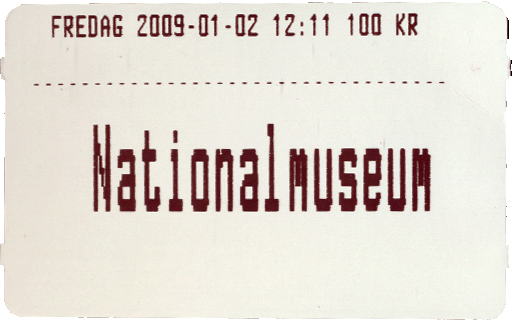 FREDAG 2009-01-02 12:11 100 KR
Nationalmuseum